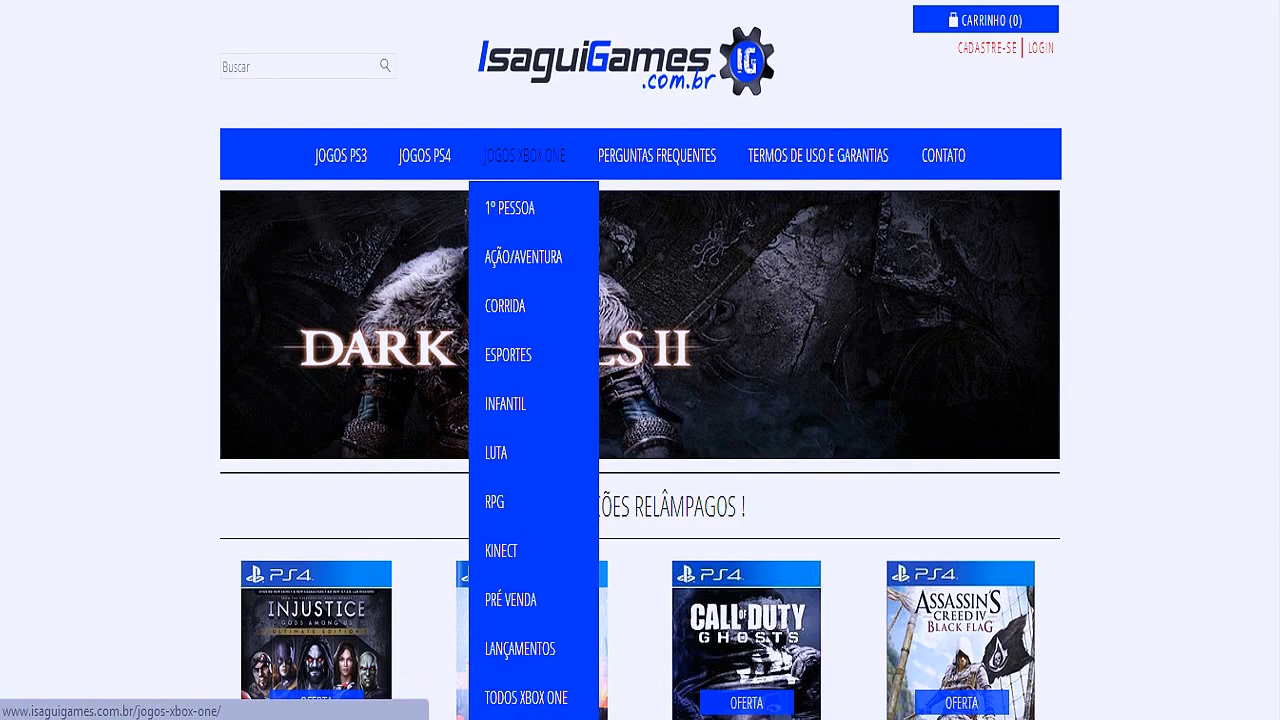 CARRINHO (0)
CADASTRE-SE | LOGIN
Buscar
IsaguiGames
.com.br
IG
JOGOS PS3 JOGOS PS4 JOGOS XBOX ONE PERGUNTAS FREQUENTES TERMOS DE USO E GARANTIAS CONTATO
1º PESSOA
AÇÃO/AVENTURA
CORRIDA
ESPORTES
INFANTIL
LUTA
RPG
KINECT
PRÉ VENDA
LANÇAMENTOS
TODOS XBOX ONE
DARK LS II
ÇÕES RELÂMPAGOS !
PS4
INJUSTICE
GODS AMONG US
ULTIMATE EDITION
OFERTA
PS4
CALL OF DUTY
GHOSTS
OFERTA
PS4
ASSASSIN'S
CREED IV
BLACK FLAG
OFERTA
www.isaguigames.com.br/jogos-xbox-one/